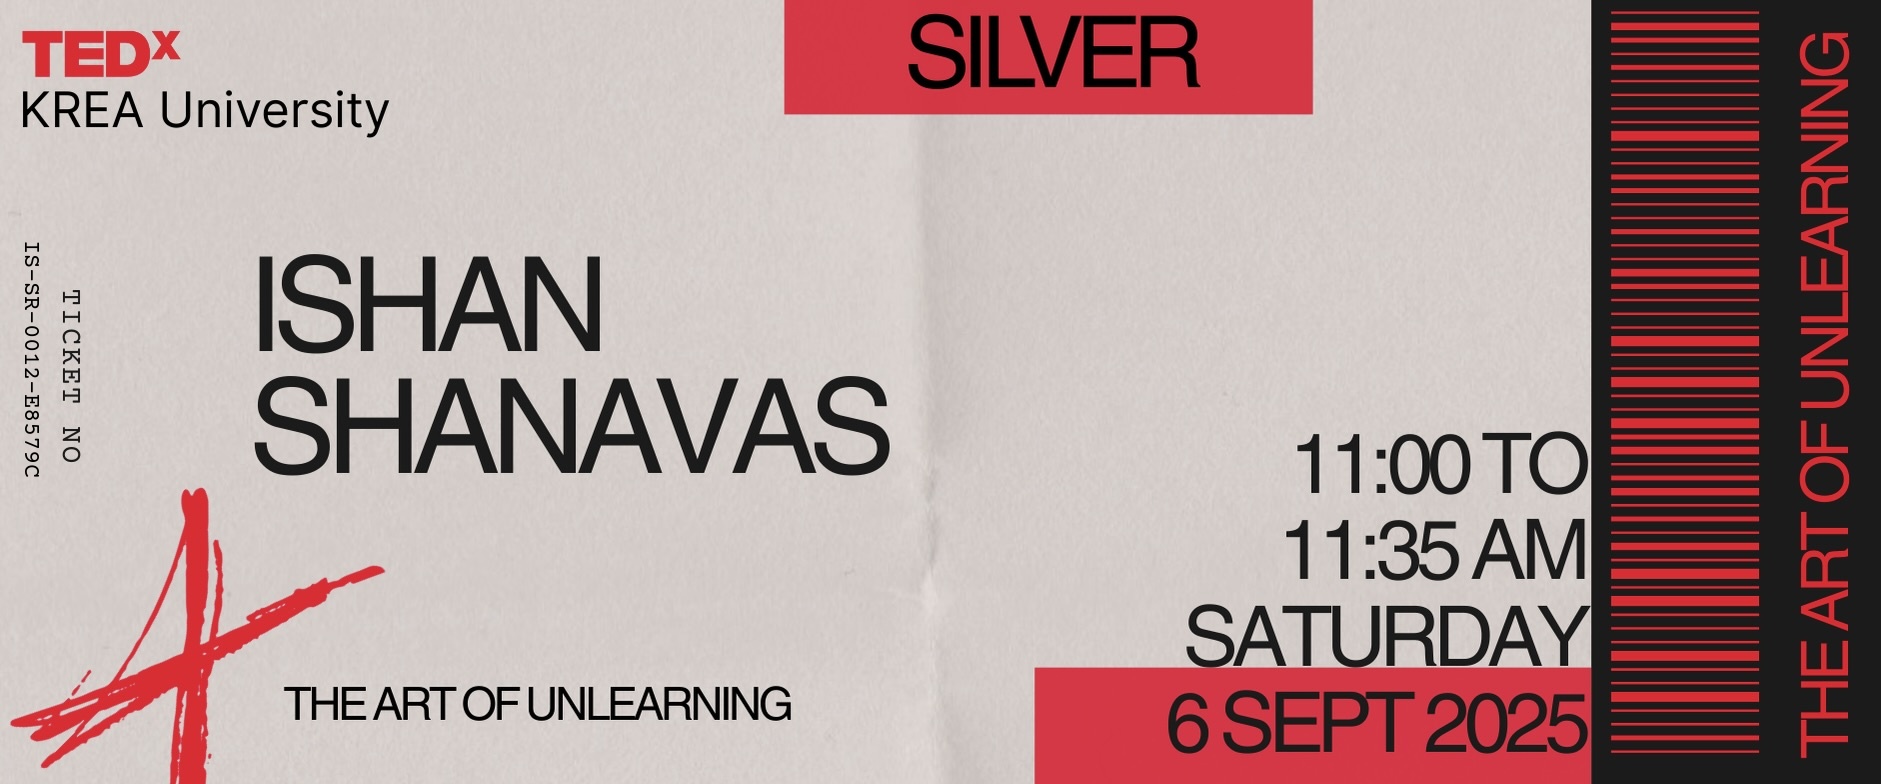 TEDx
KREA University
SILVER
IS-SR-0012-E8579C
TICKET NO
ISHAN
SHANAVAS
11:00 TO
11:35 AM
SATURDAY
6 SEPT 2025
THE ART OF UNLEARNING
THE ART OF UNLEARNING